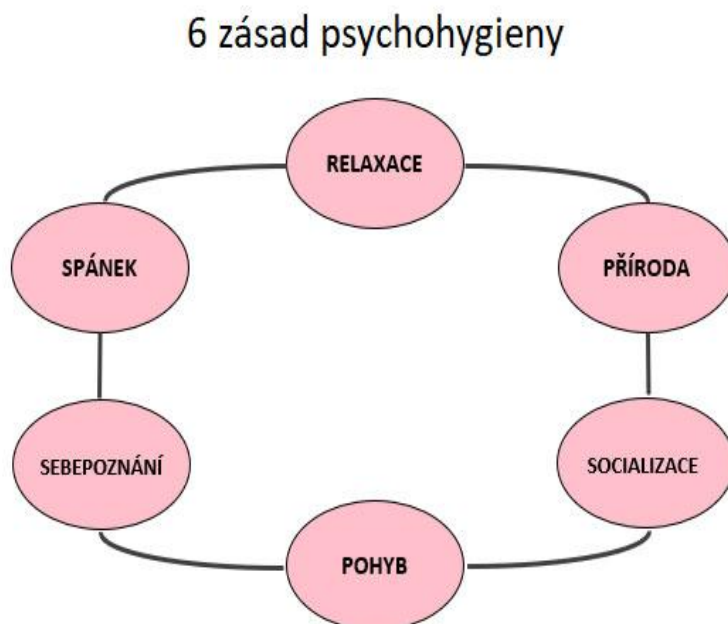 6 zásad psychohygieny
RELAXACE
SPÁNEK
PŘÍRODA
SEBEPOZNÁNÍ
SOCIALIZACE
POHYB